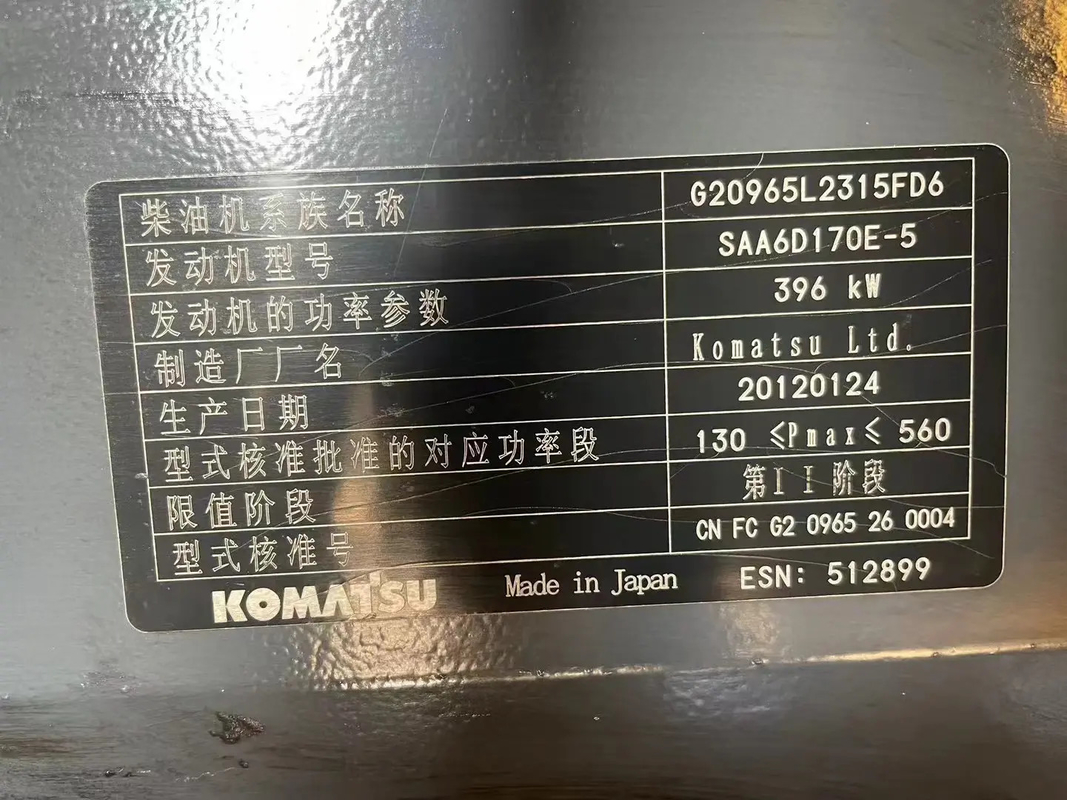 柴油机系族名称 G20965L2315FD6
发动机型号 SAA6D170E-5
发动机的功率参数 396 kW
制造厂厂名 Komatsu Ltd.
生产日期 20120124
型式核准批准的对应功率段 130 ≤Pmax≤ 560
限值阶段 第II阶段
型式核准号 CN FC G2 0965 26 0004
KOMATSU Made in Japan ESN: 512899